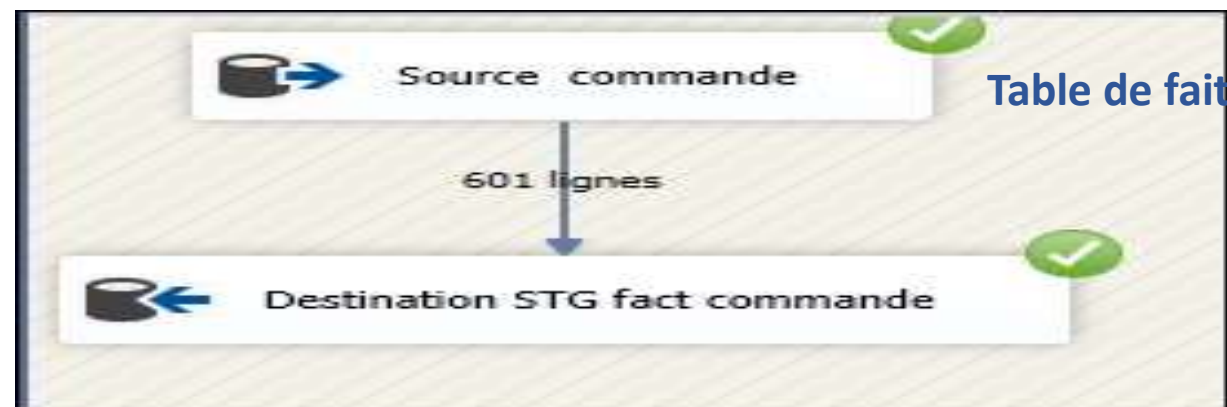 Source commande
Table de fait
601 lignes
Destination STG fact commande